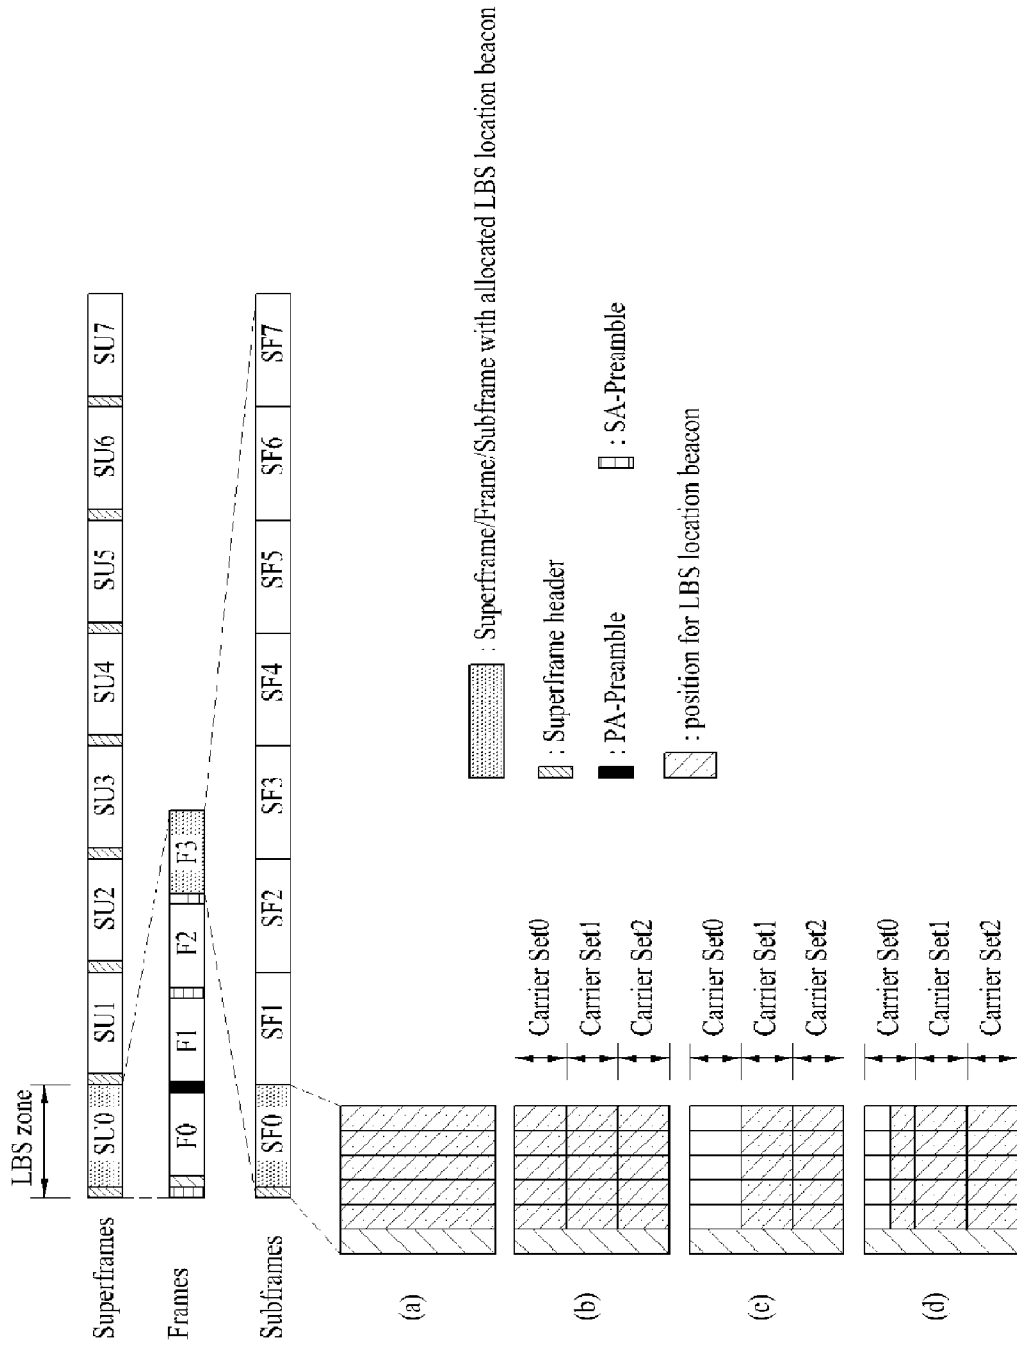 LBS zone
Superframes
SU0
SU1
SU2
SU3
SU4
SU5
SU6
SU7
Frames
F0
F1
F2
F3
Subframes
SF0
SF1
SF2
SF3
SF4
SF5
SF6
SF7
(a)
(b)
Carrier Set0
Carrier Set1
Carrier Set2
(c)
Carrier Set0
Carrier Set1
Carrier Set2
(d)
Carrier Set0
Carrier Set1
Carrier Set2
: Superframe/Frame/Subframe with allocated LBS location beacon
: Superframe header
: PA-Preamble
: SA-Preamble
: position for LBS location beacon